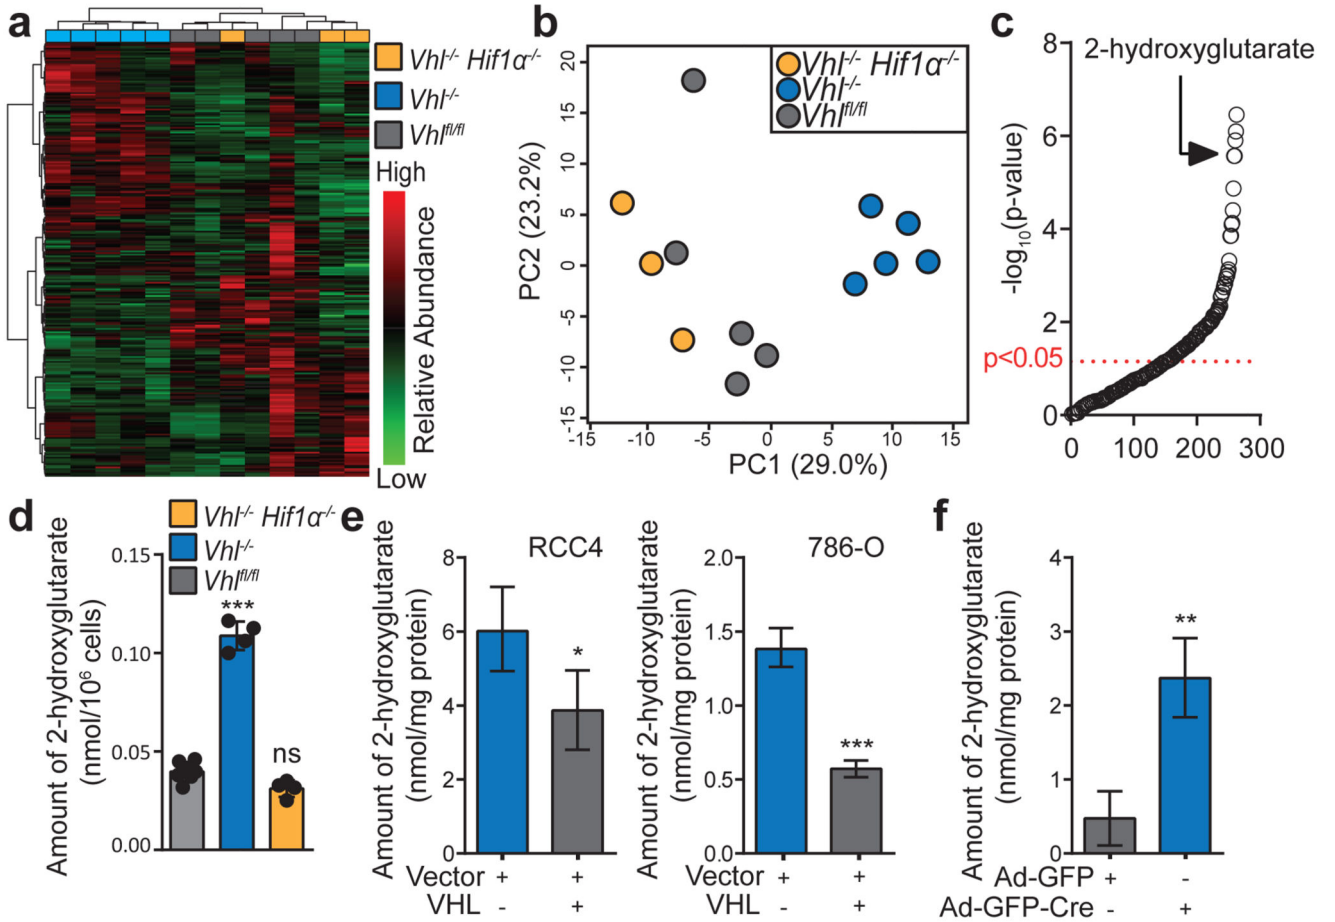 a
Vhl-/- Hif1α-/-
Vhl-/-
Vhlfl/fl
High
Relative Abundance
Low
b
Vhl-/- Hif1α-/-
Vhl-/-
Vhlfl/fl
PC2 (23.2%)
20
15
10
5
0
-5
-10
-15
-15 -10 -5 0 5 10 15
PC1 (29.0%)
c
2-hydroxyglutarate
-log10(p-value)
8
6
4
2
0
p<0.05
0 100 200 300
d
Vhl-/- Hif1α-/-
Vhl-/-
Vhlfl/fl
Amount of 2-hydroxyglutarate
(nmol/10⁶ cells)
0.15
0.10
0.05
0.00
***
ns
e
RCC4
Amount of 2-hydroxyglutarate
(nmol/mg protein)
8
6
4
2
0
*
Vector + +
VHL - +
786-O
Amount of 2-hydroxyglutarate
(nmol/mg protein)
2.0
1.5
1.0
0.5
0.0
***
Vector + +
VHL - +
f
Amount of 2-hydroxyglutarate
(nmol/mg protein)
4
3
2
1
0
**
Ad-GFP + -
Ad-GFP-Cre - +